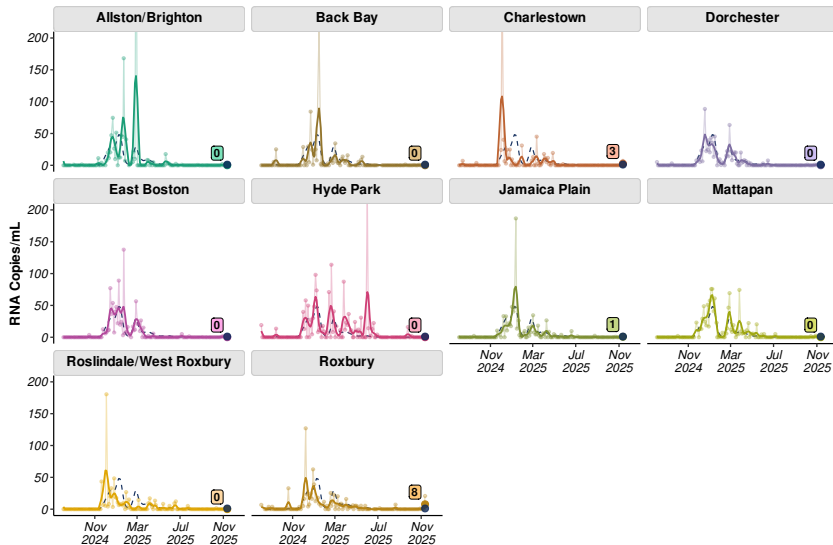 Allston/Brighton Back Bay Charlestown Dorchester
200
150
100
50
0
0 0 3 0
East Boston Hyde Park Jamaica Plain Mattapan
200
150
100
50
0
0 0 1 0
RNA Copies/mL
Nov 2024 Mar 2025 Jul 2025 Nov 2025 Nov 2024 Mar 2025 Jul 2025 Nov 2025
Roslindale/West Roxbury Roxbury
200
150
100
50
0
0 8
Nov 2024 Mar 2025 Jul 2025 Nov 2025 Nov 2024 Mar 2025 Jul 2025 Nov 2025